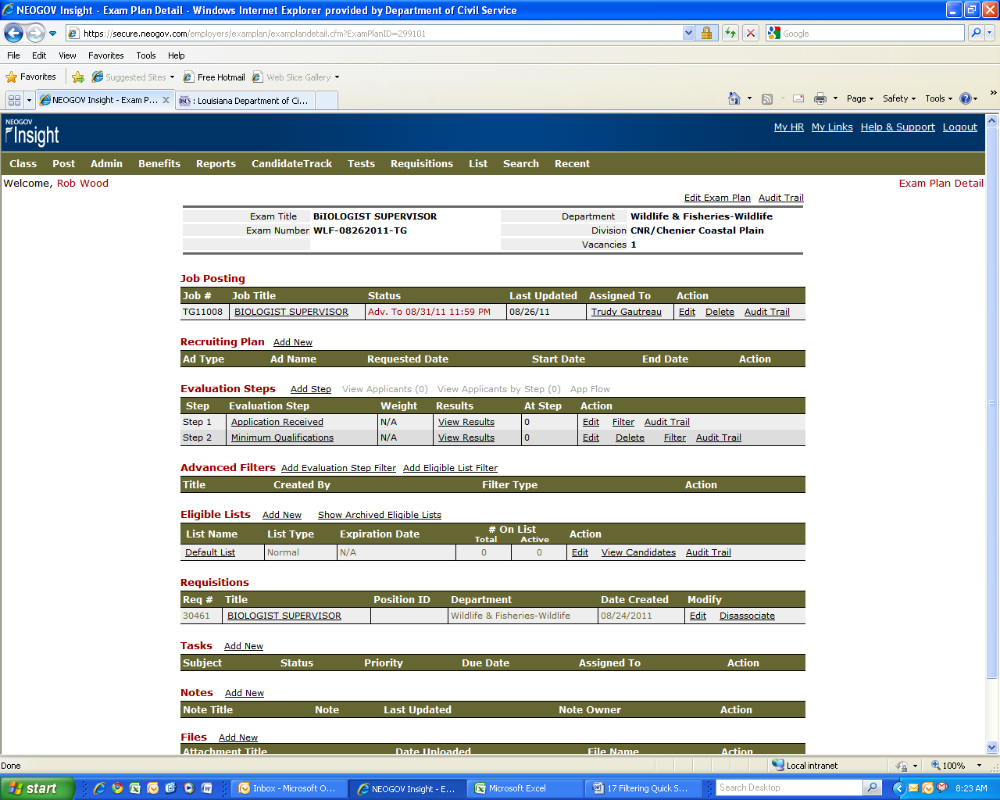 NEOGOV Insight - Exam Plan Detail - Windows Internet Explorer provided by Department of Civil Service
https://secure.neogov.com/employers/examplan/examplandetail.cfm?ExamPlanID=299101
Google
File Edit View Favorites Tools Help
Favorites Suggested Sites Free Hotmail Web Slice Gallery
NEOGOV Insight - Exam P... DSCS : Louisiana Department of Ci... Page Safety Tools
NEOGOV
Insight
My HR My Links Help & Support Logout
Class Post Admin Benefits Reports CandidateTrack Tests Requisitions List Search Recent
Welcome, Rob Wood Exam Plan Detail
Edit Exam Plan Audit Trail
Exam Title BiIOLOGIST SUPERVISOR Department Wildlife & Fisheries-Wildlife
Exam Number WLF-08262011-TG Division CNR/Chenier Coastal Plain
Vacancies 1
Job Posting
Job # Job Title Status Last Updated Assigned To Action
TG11008 BIOLOGIST SUPERVISOR Adv. To 08/31/11 11:59 PM 08/26/11 Trudy Gautreau Edit Delete Audit Trail
Recruiting Plan Add New
Ad Type Ad Name Requested Date Start Date End Date Action
Evaluation Steps Add Step View Applicants (0) View Applicants by Step (0) App Flow
Step Evaluation Step Weight Results At Step Action
Step 1 Application Received N/A View Results 0 Edit Filter Audit Trail
Step 2 Minimum Qualifications N/A View Results 0 Edit Delete Filter Audit Trail
Advanced Filters Add Evaluation Step Filter Add Eligible List Filter
Title Created By Filter Type Action
Eligible Lists Add New Show Archived Eligible Lists
List Name List Type Expiration Date # On List Action
Total Active
Default List Normal N/A 0 0 Edit View Candidates Audit Trail
Requisitions
Req # Title Position ID Department Date Created Modify
30461 BIOLOGIST SUPERVISOR Wildlife & Fisheries-Wildlife 08/24/2011 Edit Disassociate
Tasks Add New
Subject Status Priority Due Date Assigned To Action
Notes Add New
Note Title Note Last Updated Note Owner Action
Files Add New
Attachment Title Date Uploaded File Name Action
Done Local intranet 100%
start Inbox - Microsoft O... NEOGOV Insight - E... Microsoft Excel 17 Filtering Quick S... Search Desktop 8:23 AM